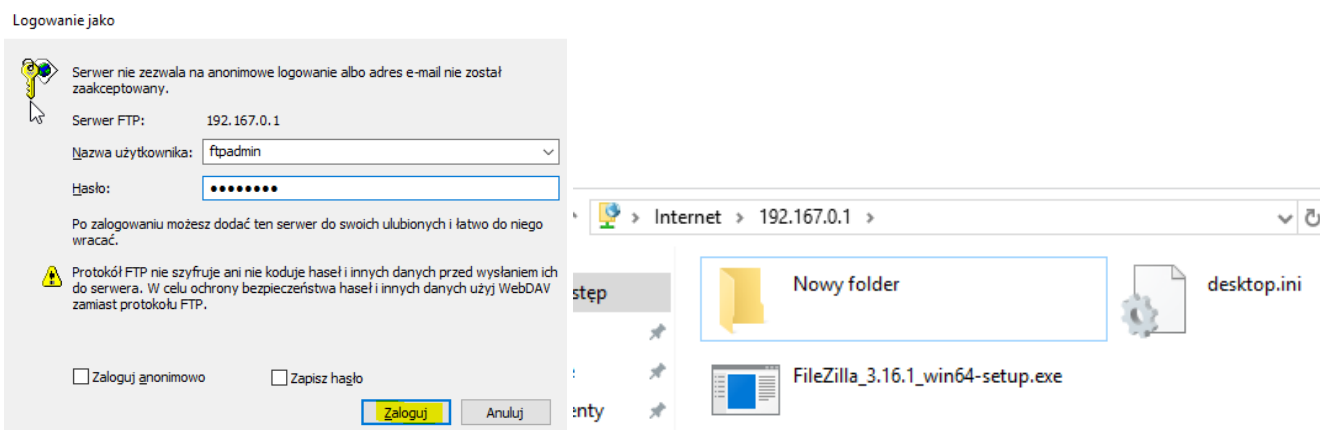 Logowanie jako
Serwer nie zezwala na anonimowe logowanie albo adres e-mail nie został
zaakceptowany.
Serwer FTP: 192.167.0.1
Nazwa użytkownika: ftpadmin
Hasło: ••••••••
Po zalogowaniu możesz dodać ten serwer do swoich ulubionych i łatwo do niego
wracać.
Protokół FTP nie szyfruje ani nie koduje haseł i innych danych przed wysłaniem ich
do serwera. W celu ochrony bezpieczeństwa haseł i innych danych użyj WebDAV
zamiast protokołu FTP.
Zaloguj anonimowo Zapisz hasło
Zaloguj Anuluj
Internet > 192.167.0.1 >
stęp
Nowy folder
desktop.ini
FileZilla_3.16.1_win64-setup.exe
enty